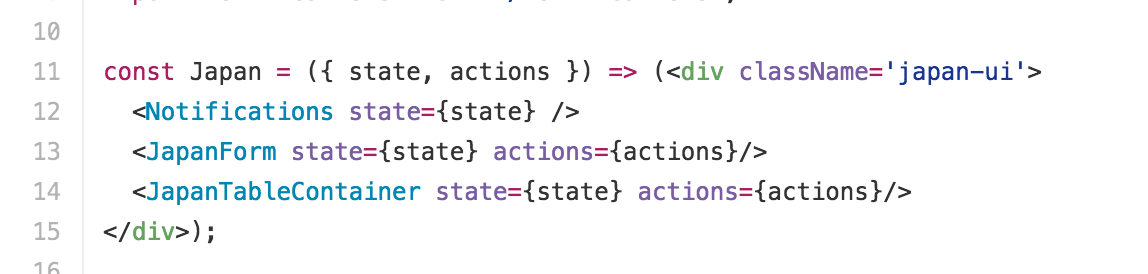 10
11 const Japan = ({ state, actions }) => (<div className='japan-ui'>
12   <Notifications state={state} />
13   <JapanForm state={state} actions={actions}/>
14   <JapanTableContainer state={state} actions={actions}/>
15 </div>);
16